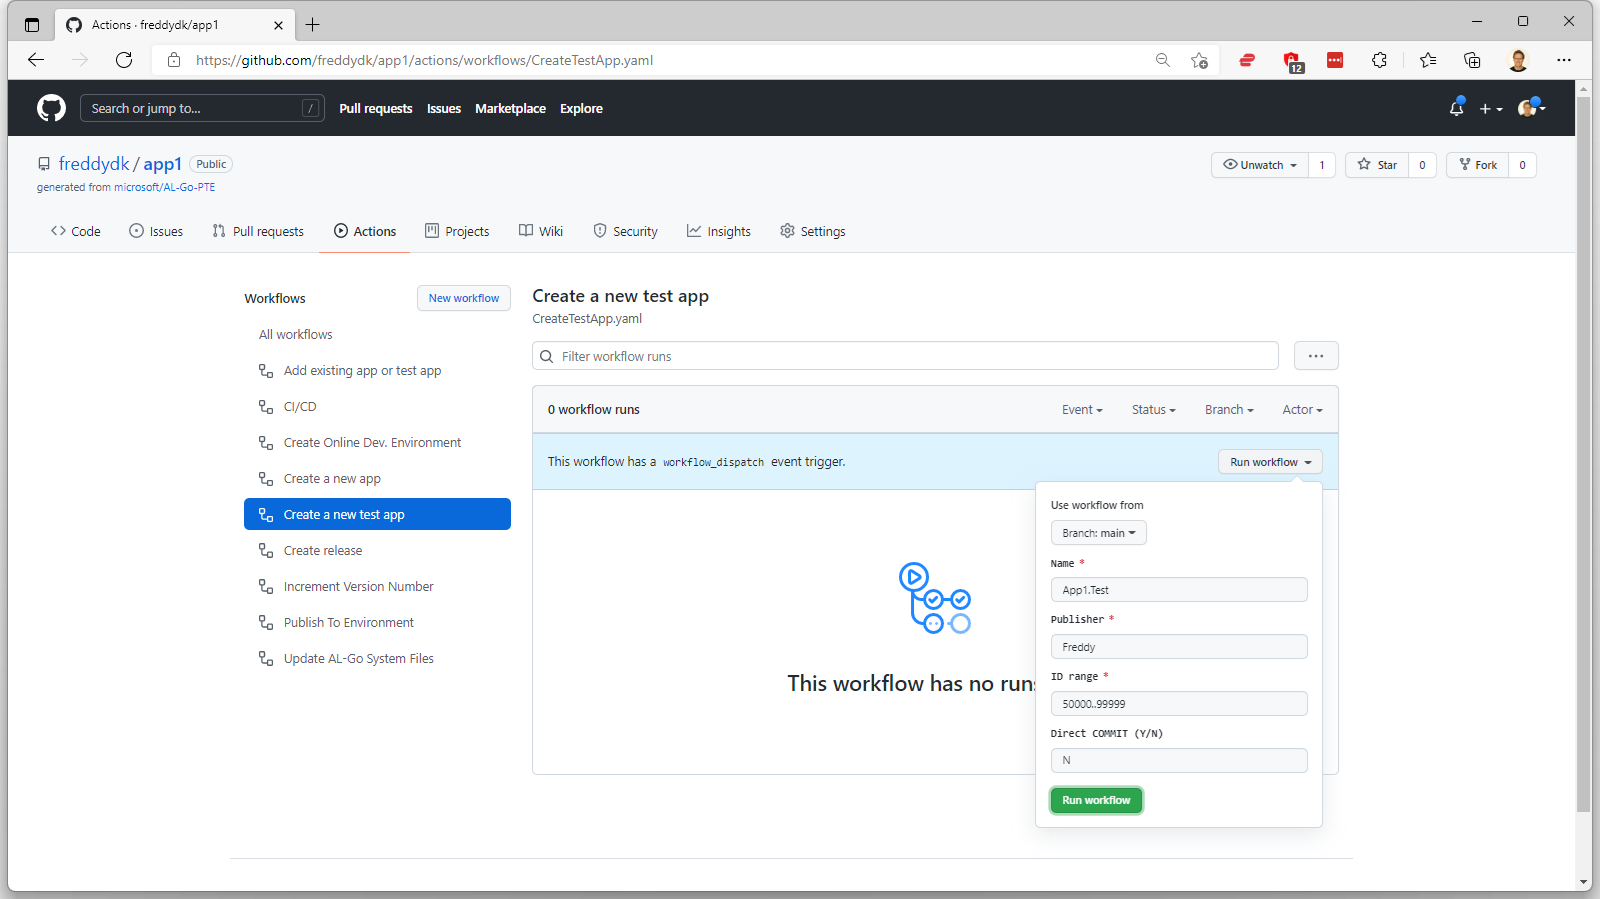 Actions · freddydk/app1
https://github.com/freddydk/app1/actions/workflows/CreateTestApp.yaml
12
Search or jump to...
/
Pull requests
Issues
Marketplace
Explore
freddydk / app1
Public
generated from microsoft/AL-Go-PTE
Unwatch
1
Star
0
Fork
0
Code
Issues
Pull requests
Actions
Projects
Wiki
Security
Insights
Settings
Workflows
New workflow
All workflows
Add existing app or test app
CI/CD
Create Online Dev. Environment
Create a new app
Create a new test app
Create release
Increment Version Number
Publish To Environment
Update AL-Go System Files
Create a new test app
CreateTestApp.yaml
Filter workflow runs
0 workflow runs
Event
Status
Branch
Actor
This workflow has a workflow_dispatch event trigger.
Run workflow
This workflow has no runs
Use workflow from
Branch: main
Name *
App1.Test
Publisher *
Freddy
ID range *
50000..99999
Direct COMMIT (Y/N)
N
Run workflow